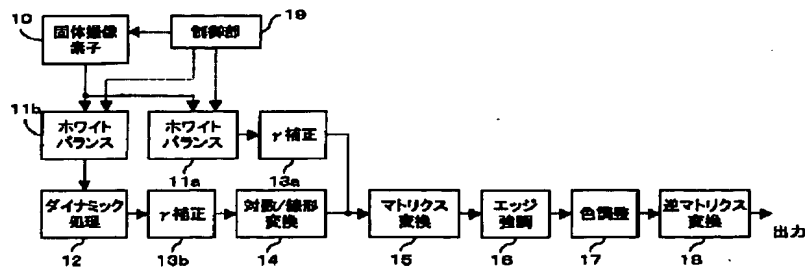 10
固体撮像
素子
制御部
19
11b
ホワイト
バランス
ホワイト
バランス
11a
γ補正
13a
ダイナミック
処理
12
γ補正
13b
対数/線形
変換
14
マトリクス
変換
15
エッジ
強調
16
色調整
17
逆マトリクス
変換
18
出力